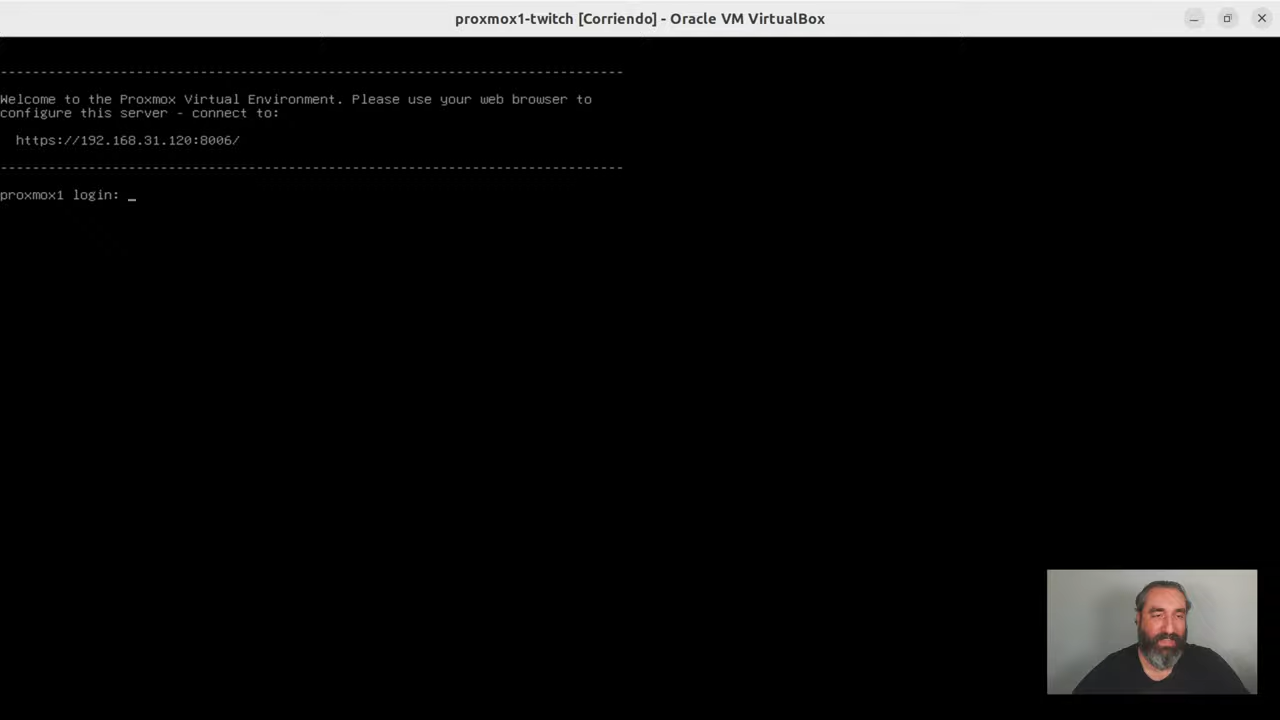 proxmox1-twitch [Corriendo] - Oracle VM VirtualBox
------------------------------------------------------------------------------
Welcome to the Proxmox Virtual Environment. Please use your web browser to
configure this server - connect to:
https://192.168.31.120:8006/
------------------------------------------------------------------------------
proxmox1 login: _